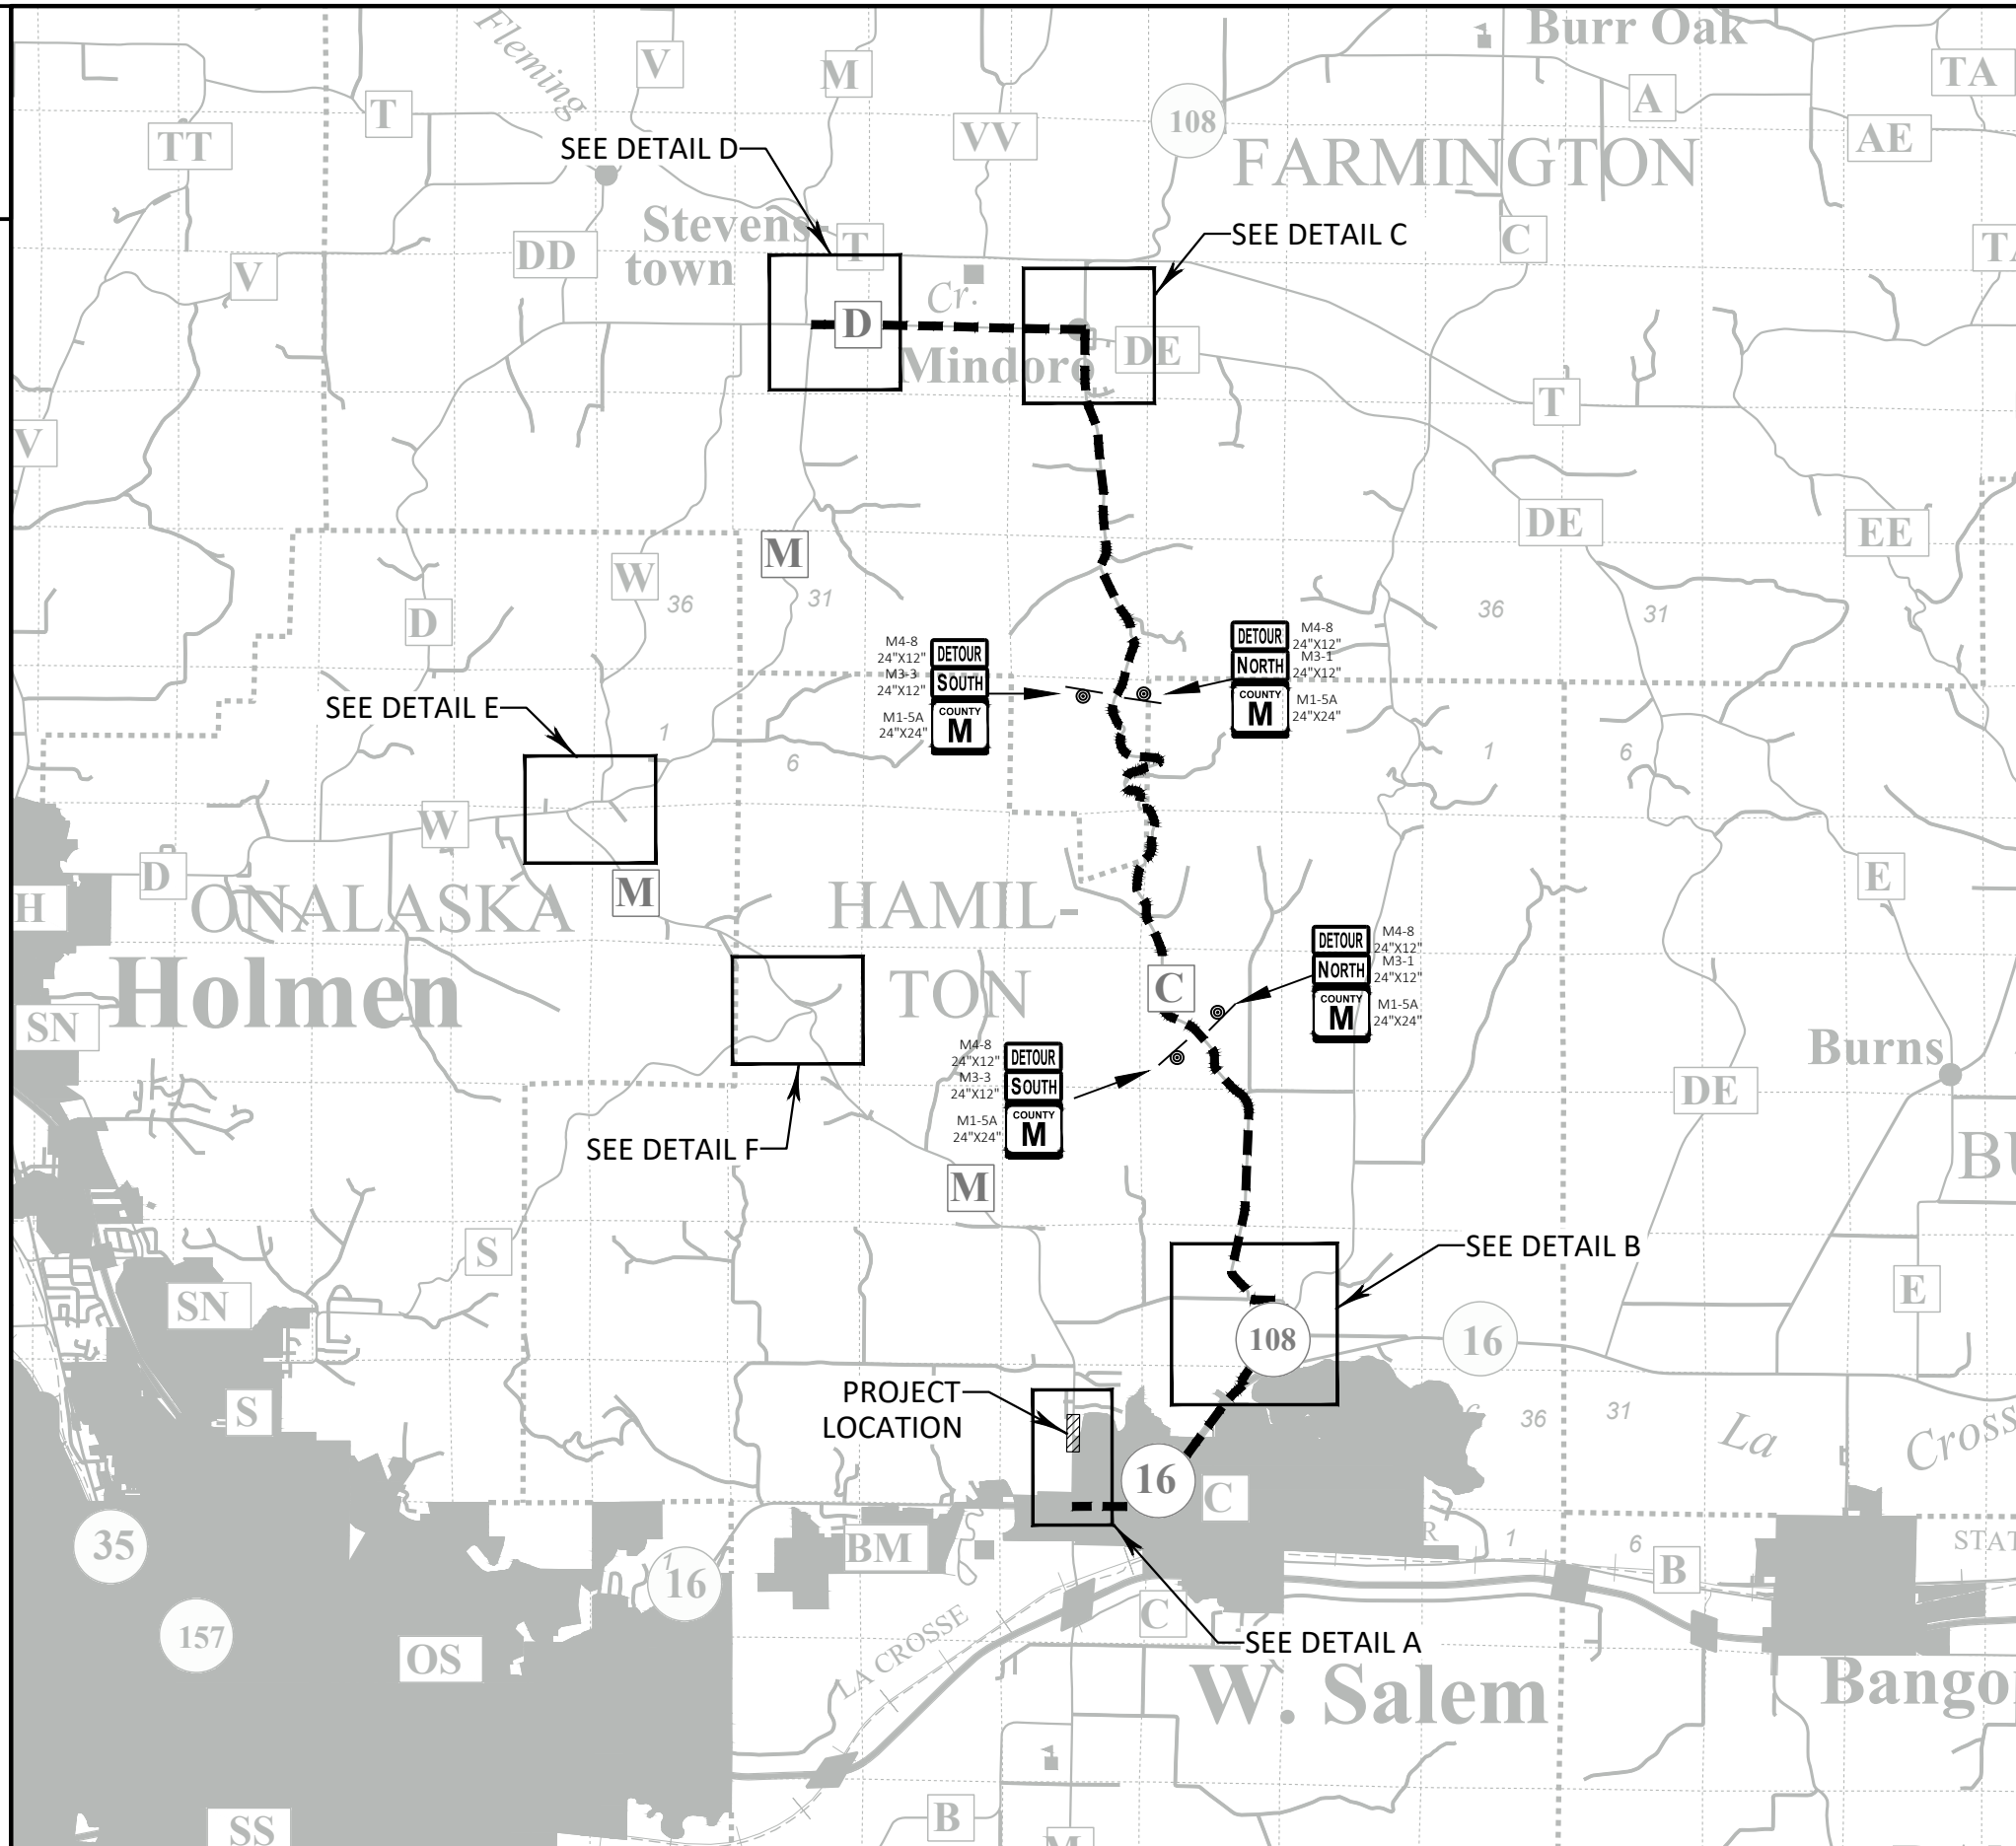 Burr Oak
Fleming
V
M
TA
T
A
TT
VV
108
AE
SEE DETAIL D
FARMINGTON
Stevens
town
T
SEE DETAIL C
C
DD
V
Cr.
D
Mindoro
DE
T
V
M
DE
EE
W
36
31
36
31
D
M4-8
24"X12"
M3-3
24"X12"
M1-5A
24"X24"
DETOUR
SOUTH
COUNTY
M
DETOUR
NORTH
COUNTY
M
M4-8
24"X12"
M3-1
24"X12"
M1-5A
24"X24"
SEE DETAIL E
1
6
1
6
W
D
M
E
H
ONALASKA
HAMIL-
TON
Holmen
SN
C
DETOUR
NORTH
COUNTY
M
M4-8
24"X12"
M3-1
24"X12"
M1-5A
24"X24"
M4-8
24"X12"
M3-3
24"X12"
M1-5A
24"X24"
DETOUR
SOUTH
COUNTY
M
Burns
DE
SEE DETAIL F
M
S
SEE DETAIL B
SN
E
108
16
PROJECT
LOCATION
S
36
31
La
Cross
16
C
35
BM
R
1
6
STAT
B
1
16
C
157
OS
LA CROSSE
SEE DETAIL A
W. Salem
Bango
SS
B
M